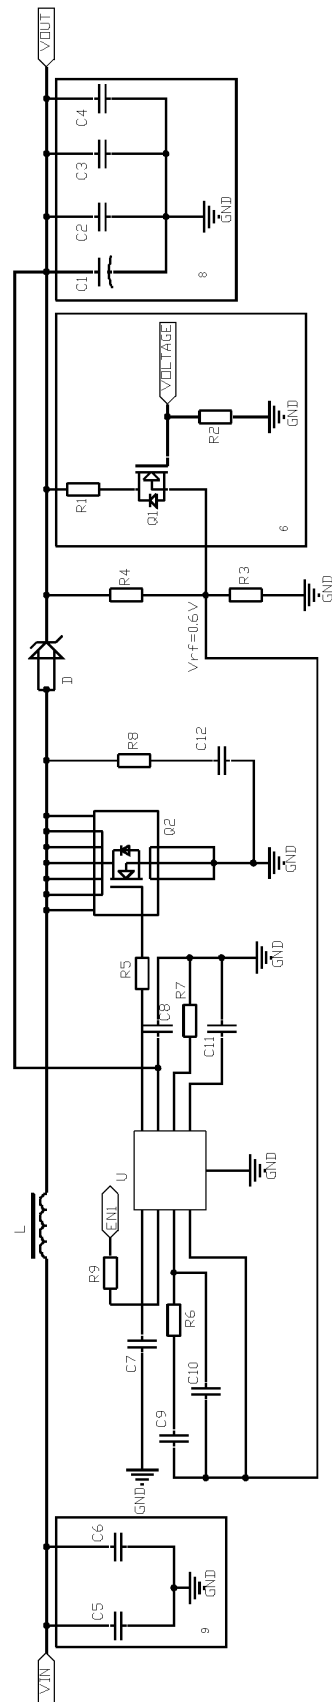 VIN
C5
C6
9
GND
L
GND
C7
R9
EN1
C9
C10
R6
U
GND
R5
C8
R7
C11
GND
Q2
GND
R8
C12
D
R4
Vrf=0.6V
R3
GND
R1
Q1
VOLTAGE
R2
GND
6
C1
C2
C3
C4
GND
8
VOUT